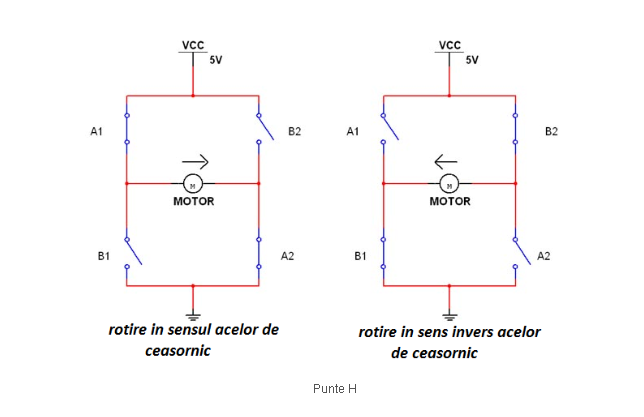 VCC
5V
A1
B2
M
MOTOR
B1
A2
rotire in sensul acelor de
ceasornic
VCC
5V
A1
B2
M
MOTOR
B1
A2
rotire in sens invers acelor
de ceasornic
Punte H